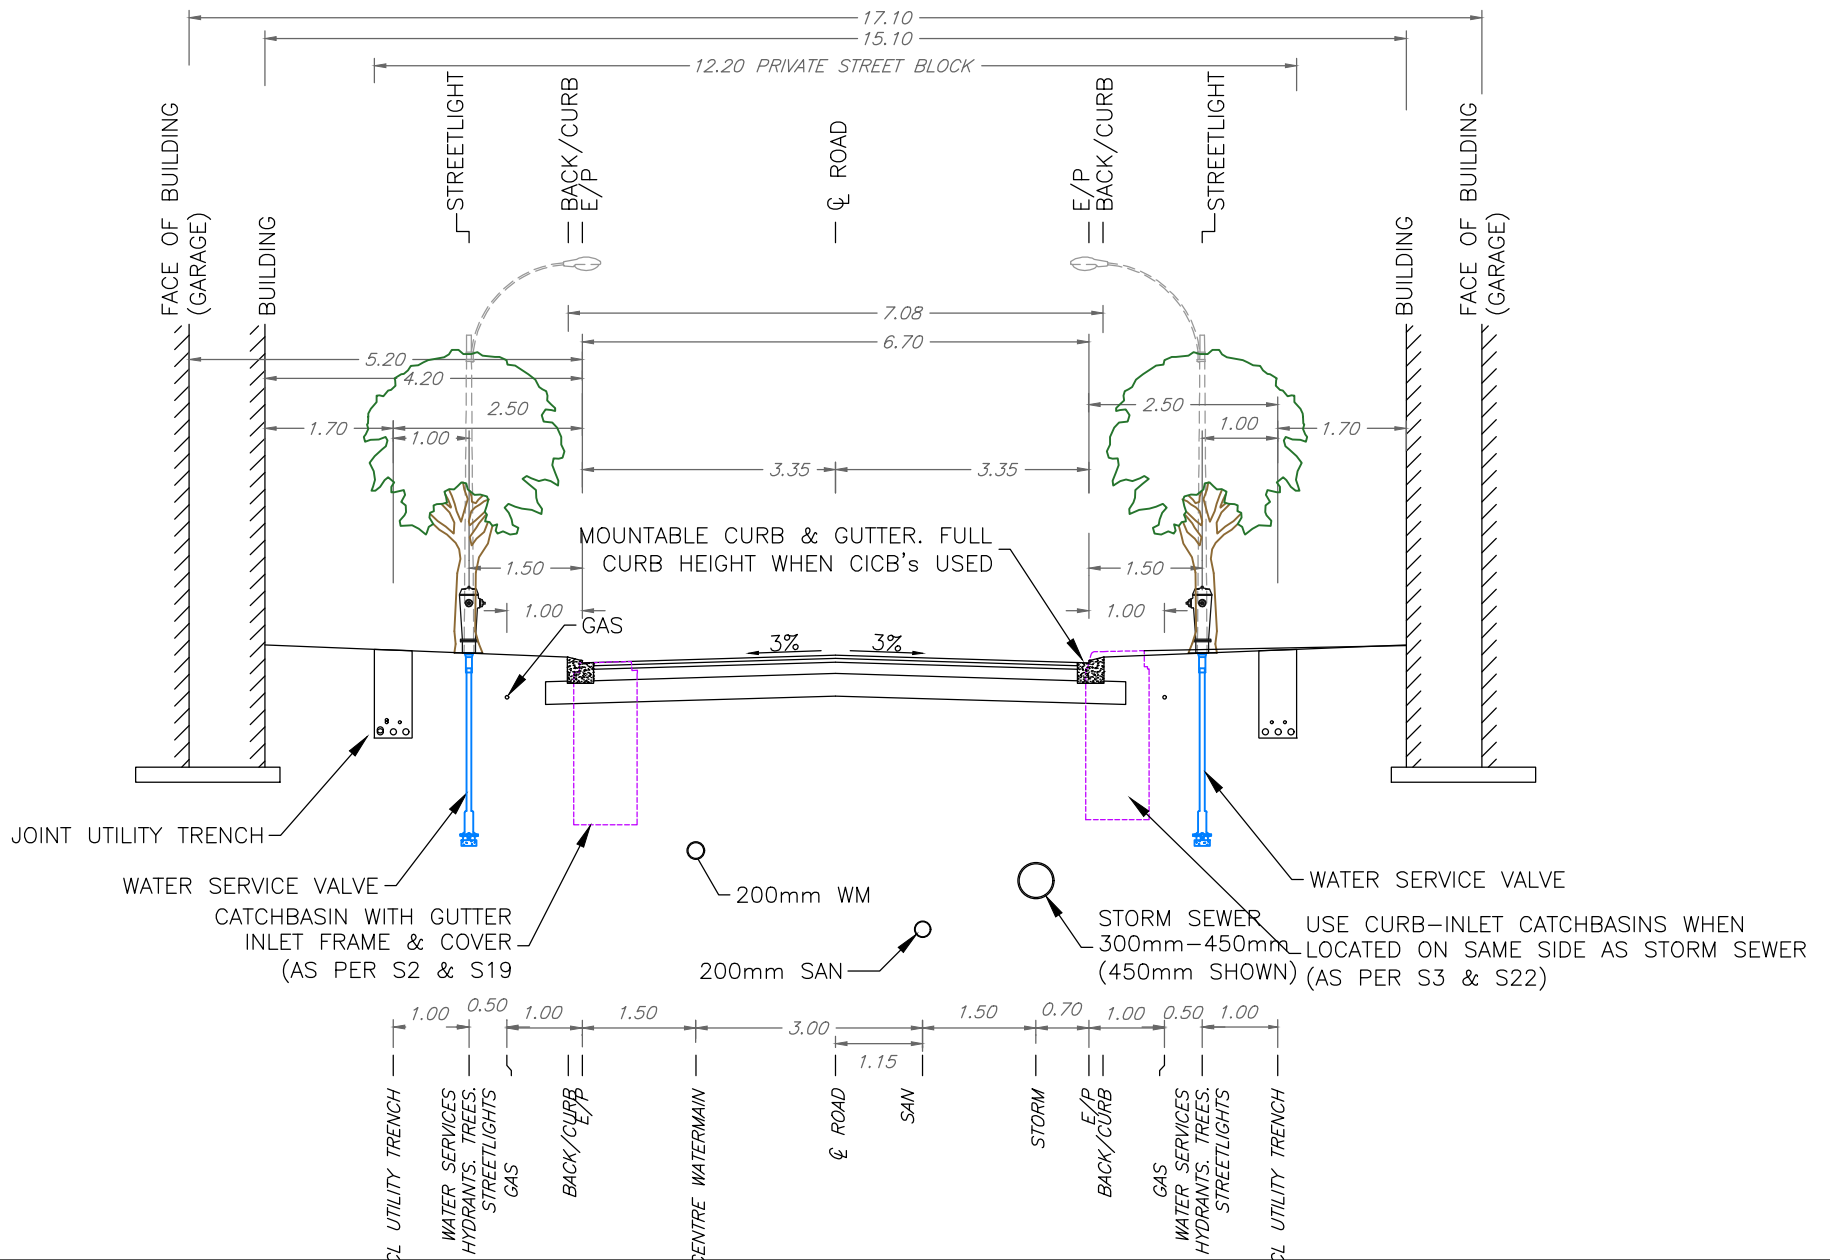 17.10
15.10
12.20 PRIVATE STREET BLOCK
FACE OF BUILDING
(GARAGE)
BUILDING
STREETLIGHT
BACK/CURB
E/P
℄ ROAD
E/P
BACK/CURB
STREETLIGHT
BUILDING
FACE OF BUILDING
(GARAGE)
7.08
6.70
5.20
4.20
2.50
2.50
1.70
1.00
1.00
1.70
3.35
3.35
MOUNTABLE CURB & GUTTER. FULL
CURB HEIGHT WHEN CICB's USED
1.50
1.50
1.00
1.00
GAS
3%
3%
JOINT UTILITY TRENCH
WATER SERVICE VALVE
CATCHBASIN WITH GUTTER
INLET FRAME & COVER
(AS PER S2 & S19
200mm WM
200mm SAN
STORM SEWER
300mm-450mm
(450mm SHOWN)
WATER SERVICE VALVE
USE CURB-INLET CATCHBASINS WHEN
LOCATED ON SAME SIDE AS STORM SEWER
(AS PER S3 & S22)
1.00
0.50
1.00
1.50
3.00
1.15
1.50
0.70
1.00
0.50
1.00
CL UTILITY TRENCH
WATER SERVICES
HYDRANTS. TREES.
STREETLIGHTS
GAS
BACK/CURB
E/P
CENTRE WATERMAIN
℄ ROAD
SAN
STORM
E/P
BACK/CURB
GAS
WATER SERVICES
HYDRANTS. TREES.
STREETLIGHTS
CL UTILITY TRENCH